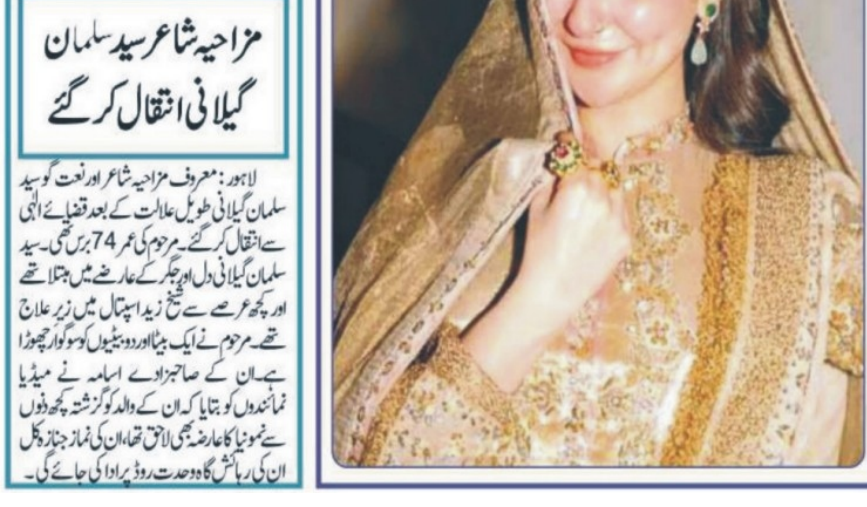 مزاحیہ شاعر سید سلمان
گیلانی انتقال کر گئے
لاہور: معروف مزاحیہ شاعر اور نعت گو سید
سلمان گیلانی طویل علالت کے بعد قضائے الٰہی
سے انتقال کر گئے۔ مرحوم کی عمر 74 برس تھی۔ سید
سلمان گیلانی دل اور جگر کے عارضے میں مبتلا تھے
اور کچھ عرصے سے شیخ زید اسپتال میں زیر علاج
تھے۔ مرحوم نے ایک بیٹا اور دو بیٹیوں کو سوگوار چھوڑا
ہے۔ ان کے صاحبزادے اسامہ نے میڈیا
نمائندوں کو بتایا کہ ان کے والد کو گزشتہ کچھ دنوں
سے نمونیا کا عارضہ بھی لاحق تھا، ان کی نماز جنازہ کل
ان کی رہائش گاہ وحدت روڈ پر ادا کی جائے گی۔